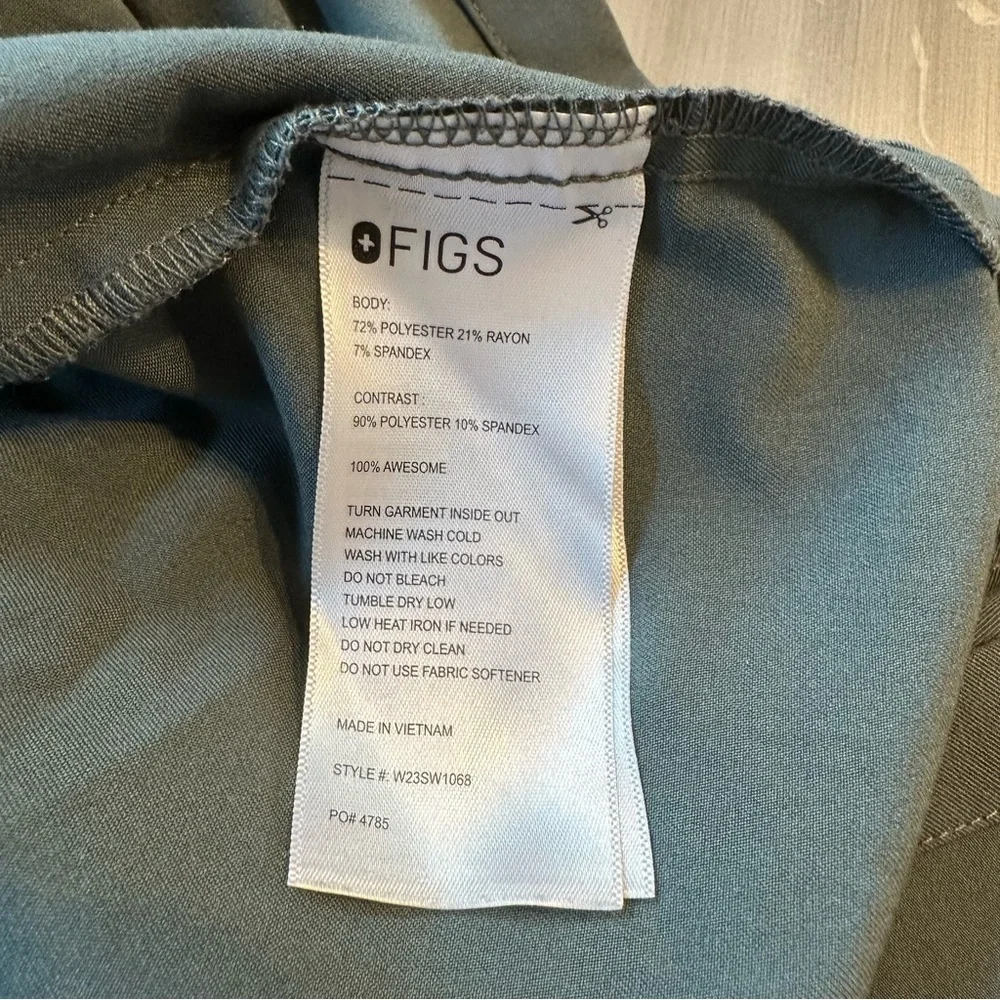 FIGS
BODY:
72% POLYESTER 21% RAYON
7% SPANDEX
CONTRAST :
90% POLYESTER 10% SPANDEX
100% AWESOME
TURN GARMENT INSIDE OUT
MACHINE WASH COLD
WASH WITH LIKE COLORS
DO NOT BLEACH
TUMBLE DRY LOW
LOW HEAT IRON IF NEEDED
DO NOT DRY CLEAN
DO NOT USE FABRIC SOFTENER
MADE IN VIETNAM
STYLE #: W23SW1068
PO# 4785